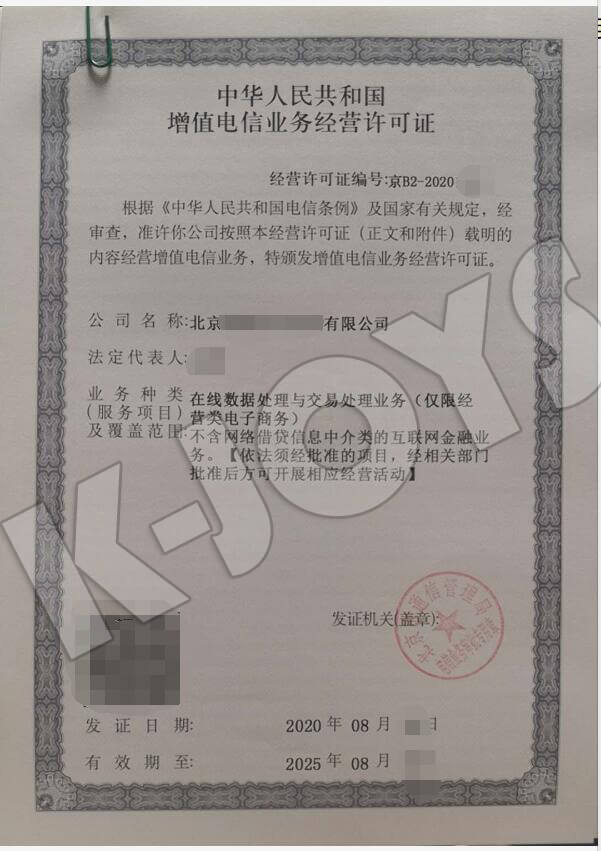 中华人民共和国
增值电信业务经营许可证
经营许可证编号:京B2-2020
根据《中华人民共和国电信条例》及国家有关规定，经
审查，准许你公司按照本经营许可证（正文和附件）载明的
内容经营增值电信业务，特颁发增值电信业务经营许可证。
公司名称:北京 有限公司
法定代表人:
业务种类
(服务项目)
及覆盖范围:
在线数据处理与交易处理业务（仅限经
营类电子商务）
不含网络借贷信息中介类的互联网金融业
务。【依法须经批准的项目，经相关部门
批准后方可开展相应经营活动】
K-JOYS
发证机关(盖章):
北京 通信管理局
发证日期: 2020年08月 日
有效期至: 2025年08月